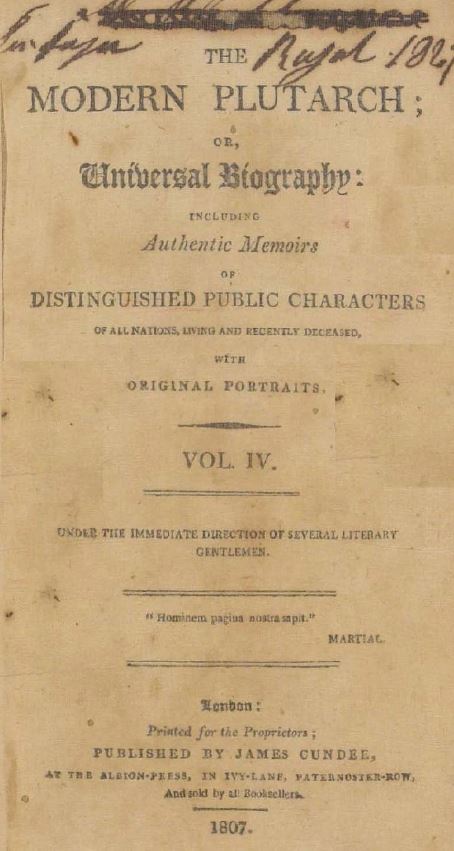 THE
MODERN PLUTARCH;
OR,
Universal Biography:
INCLUDING
Authentic Memoirs
OF
DISTINGUISHED PUBLIC CHARACTERS
OF ALL NATIONS, LIVING AND RECENTLY DECEASED,
WITH
ORIGINAL PORTRAITS.
VOL. IV.
UNDER THE IMMEDIATE DIRECTION OF SEVERAL LITERARY
GENTLEMEN.
"Hominem pagina nostra sapit."
MARTIAL.
London:
Printed for the Proprietors;
PUBLISHED BY JAMES CUNDEE,
AT THE ALBION-PRESS, IN IVY-LANE, PATERNOSTER-ROW,
And sold by all Booksellers.
1807.